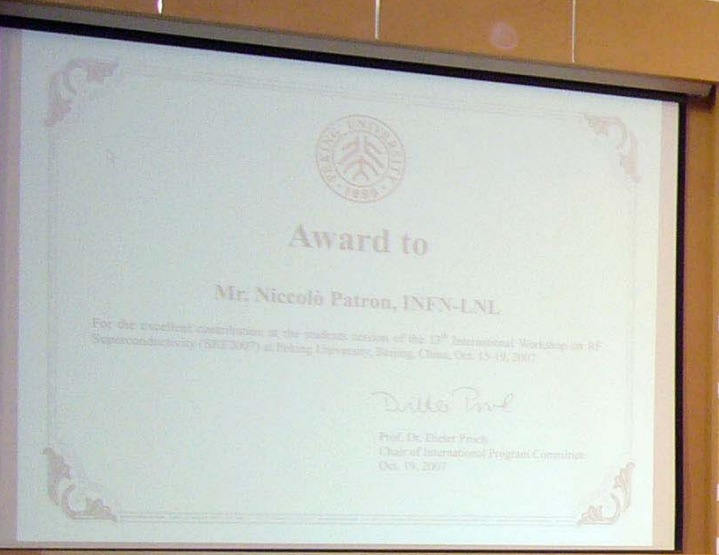 PEKING UNIVERSITY
1898
Award to
Mr. Niccolò Patron, INFN-LNL
For the excellent contribution at the students session of the 13th International Workshop on RF
Superconductivity (SRF2007) at Peking University, Beijing, China, Oct. 15-19, 2007
Prof. Dr. Dieter Proch
Chair of International Program Committee
Oct. 19, 2007